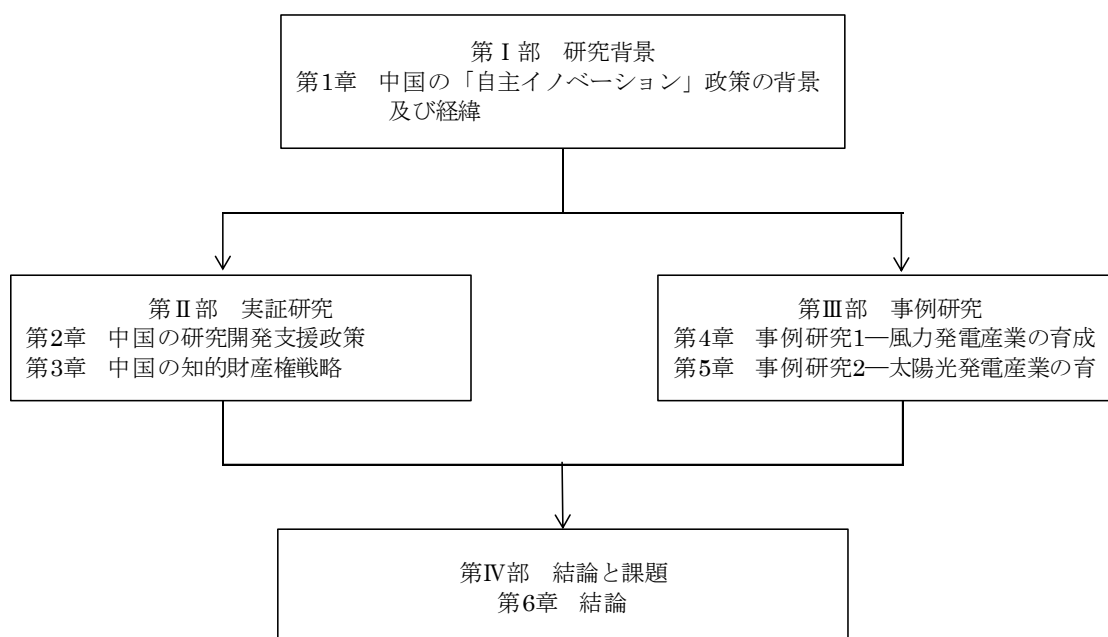 第Ⅰ部 研究背景
第1章 中国の「自主イノベーション」政策の背景
及び経緯
第Ⅱ部 実証研究
第2章 中国の研究開発支援政策
第3章 中国の知的財産権戦略
第Ⅲ部 事例研究
第4章 事例研究1―風力発電産業の育成
第5章 事例研究2―太陽光発電産業の育
第Ⅳ部 結論と課題
第6章 結論